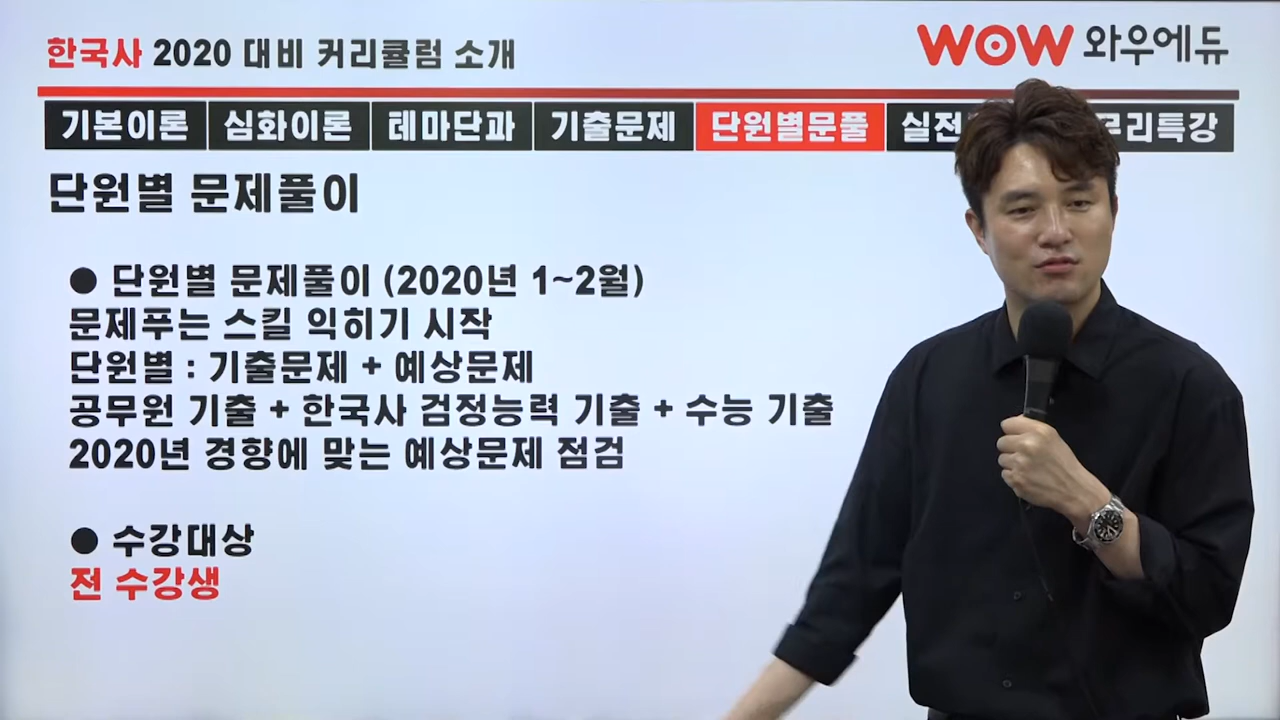 한국사 2020 대비 커리큘럼 소개
WOW 와우에듀
기본이론 심화이론 테마단과 기출문제 단원별문풀 실전 무리특강
단원별 문제풀이
● 단원별 문제풀이 (2020년 1~2월)
문제푸는 스킬 익히기 시작
단원별 : 기출문제 + 예상문제
공무원 기출 + 한국사 검정능력 기출 + 수능 기출
2020년 경향에 맞는 예상문제 점검
● 수강대상
전 수강생